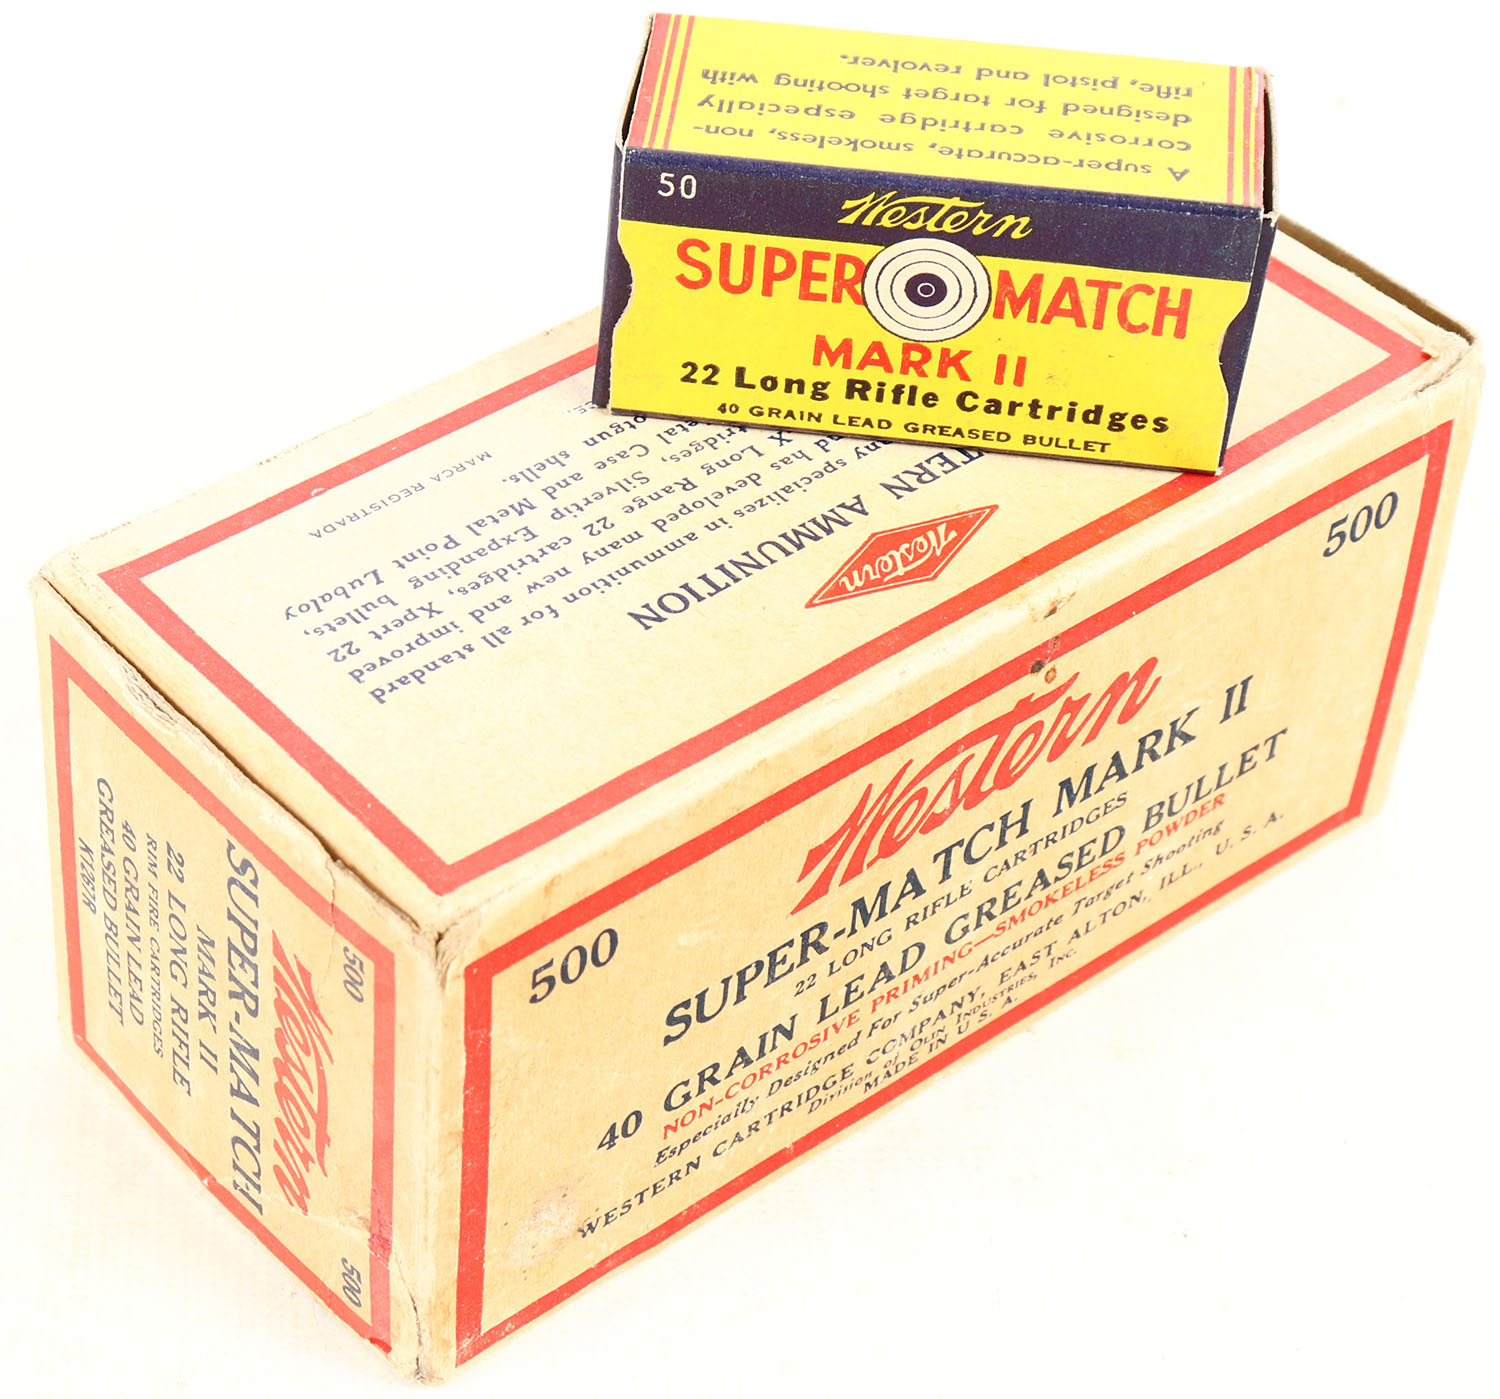 A super-accurate, smokeless, non-
corrosive cartridge especially
designed for target shooting with
rifle, pistol and revolver.
50
Western
SUPER MATCH
MARK II
22 Long Rifle Cartridges
40 GRAIN LEAD GREASED BULLET
Western
AMMUNITION
specializes in ammunition for all standard
and has developed many new and improved
X Long Range 22 cartridges, Xpert 22
Silvertip Expanding bullets,
Metal Case and Metal Point Lubaloy
shells.
MARCA REGISTRADA
500
500
Western
SUPER-MATCH MARK II
22 LONG RIFLE CARTRIDGES
40 GRAIN LEAD GREASED BULLET
NON-CORROSIVE PRIMING—SMOKELESS POWDER
Especially Designed For Super-Accurate Target Shooting
WESTERN CARTRIDGE COMPANY, EAST ALTON, ILL., U. S. A.
Division of Olin Industries, Inc.
MADE IN U. S. A.
500
500
Western
SUPER-MATCH
MARK II
22 LONG RIFLE
RIM FIRE CARTRIDGES
40 GRAIN LEAD
GREASED BULLET
K1267R